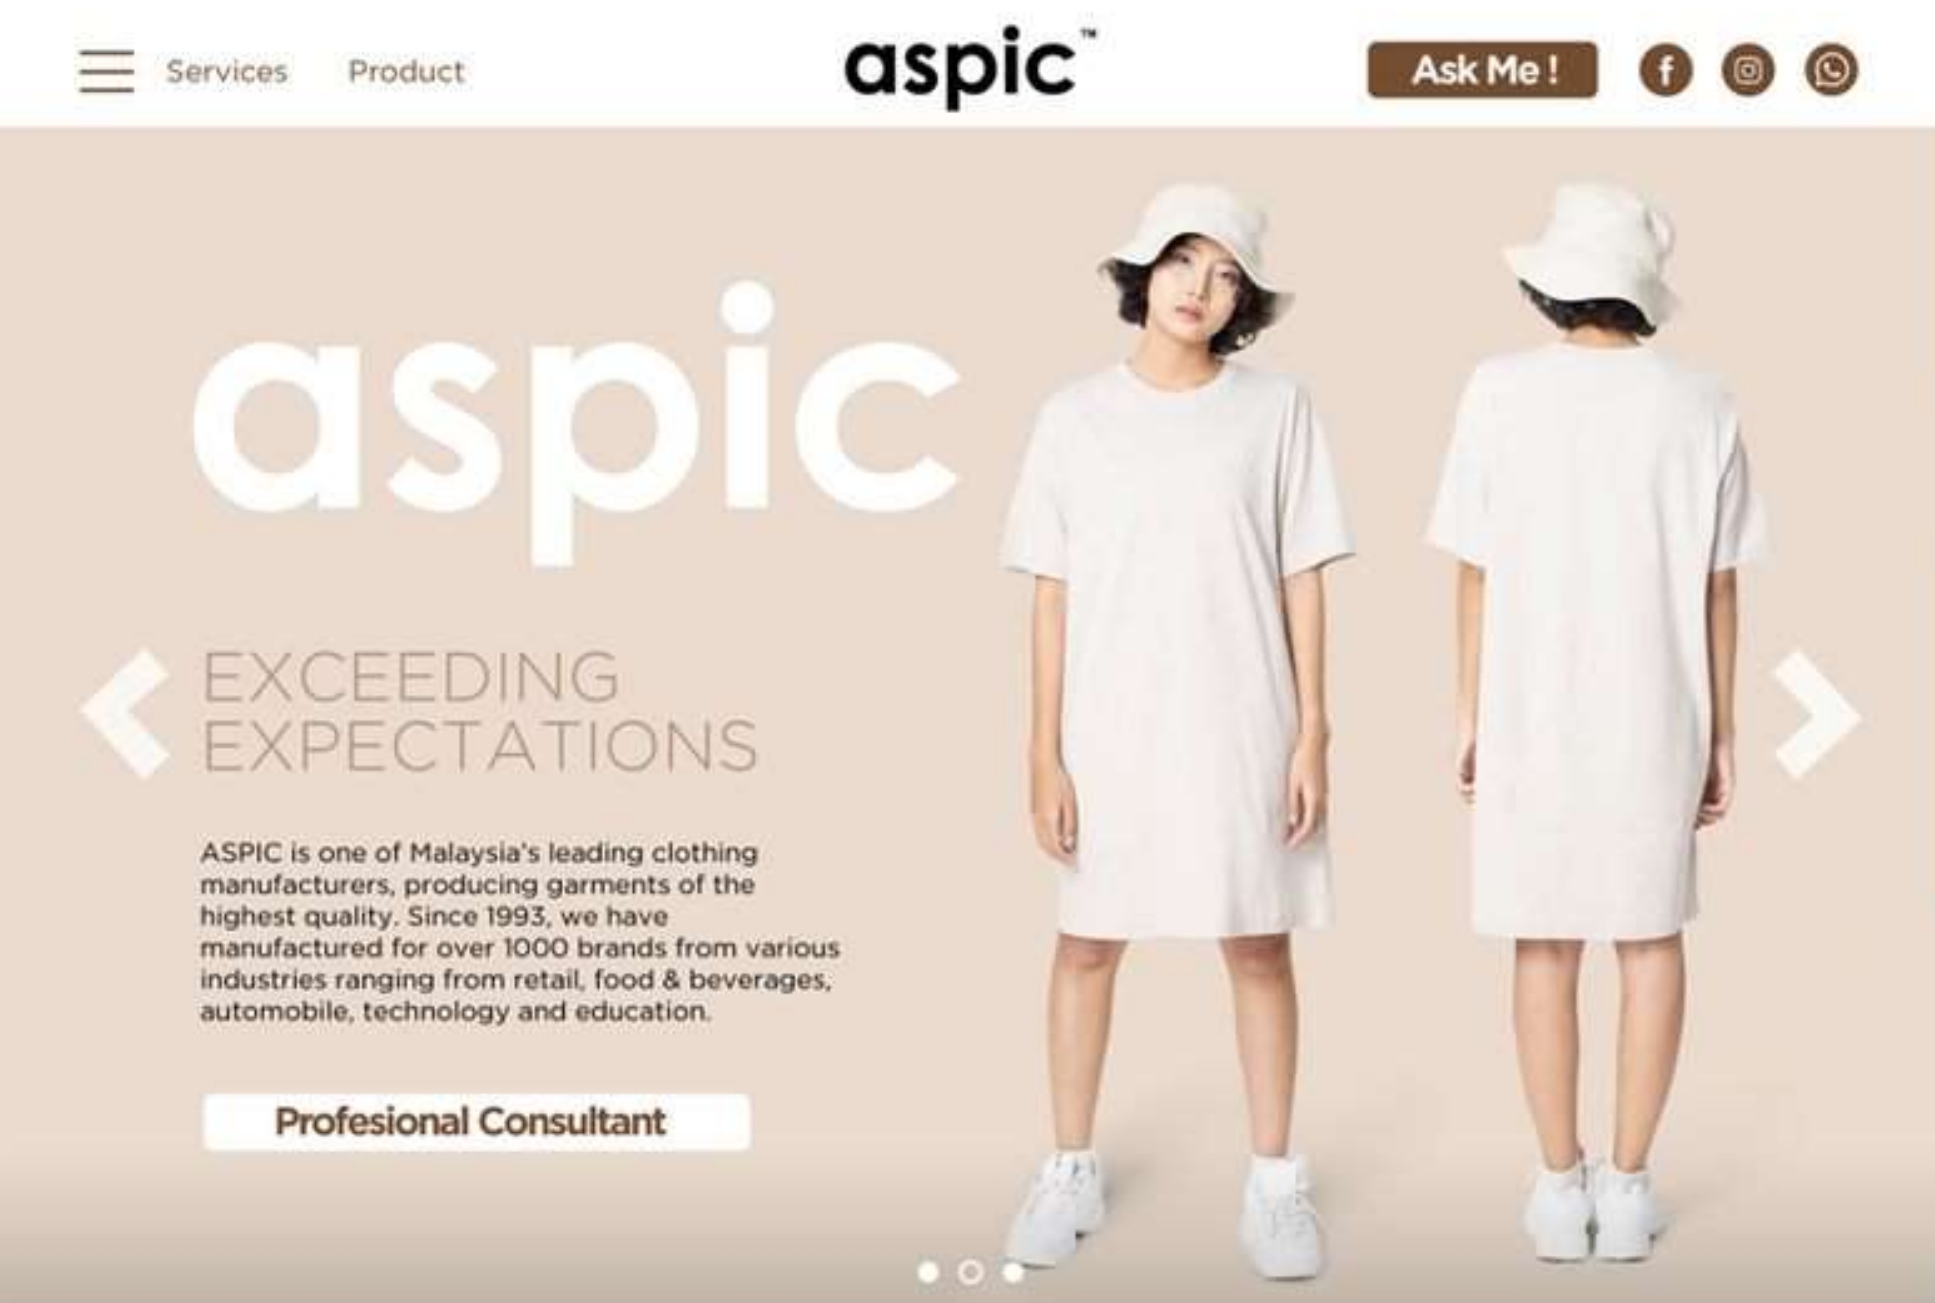 Services Product
aspic™
Ask Me !
aspic
EXCEEDING
EXPECTATIONS
ASPIC is one of Malaysia's leading clothing
manufacturers, producing garments of the
highest quality. Since 1993, we have
manufactured for over 1000 brands from various
industries ranging from retail, food & beverages,
automobile, technology and education.
Profesional Consultant